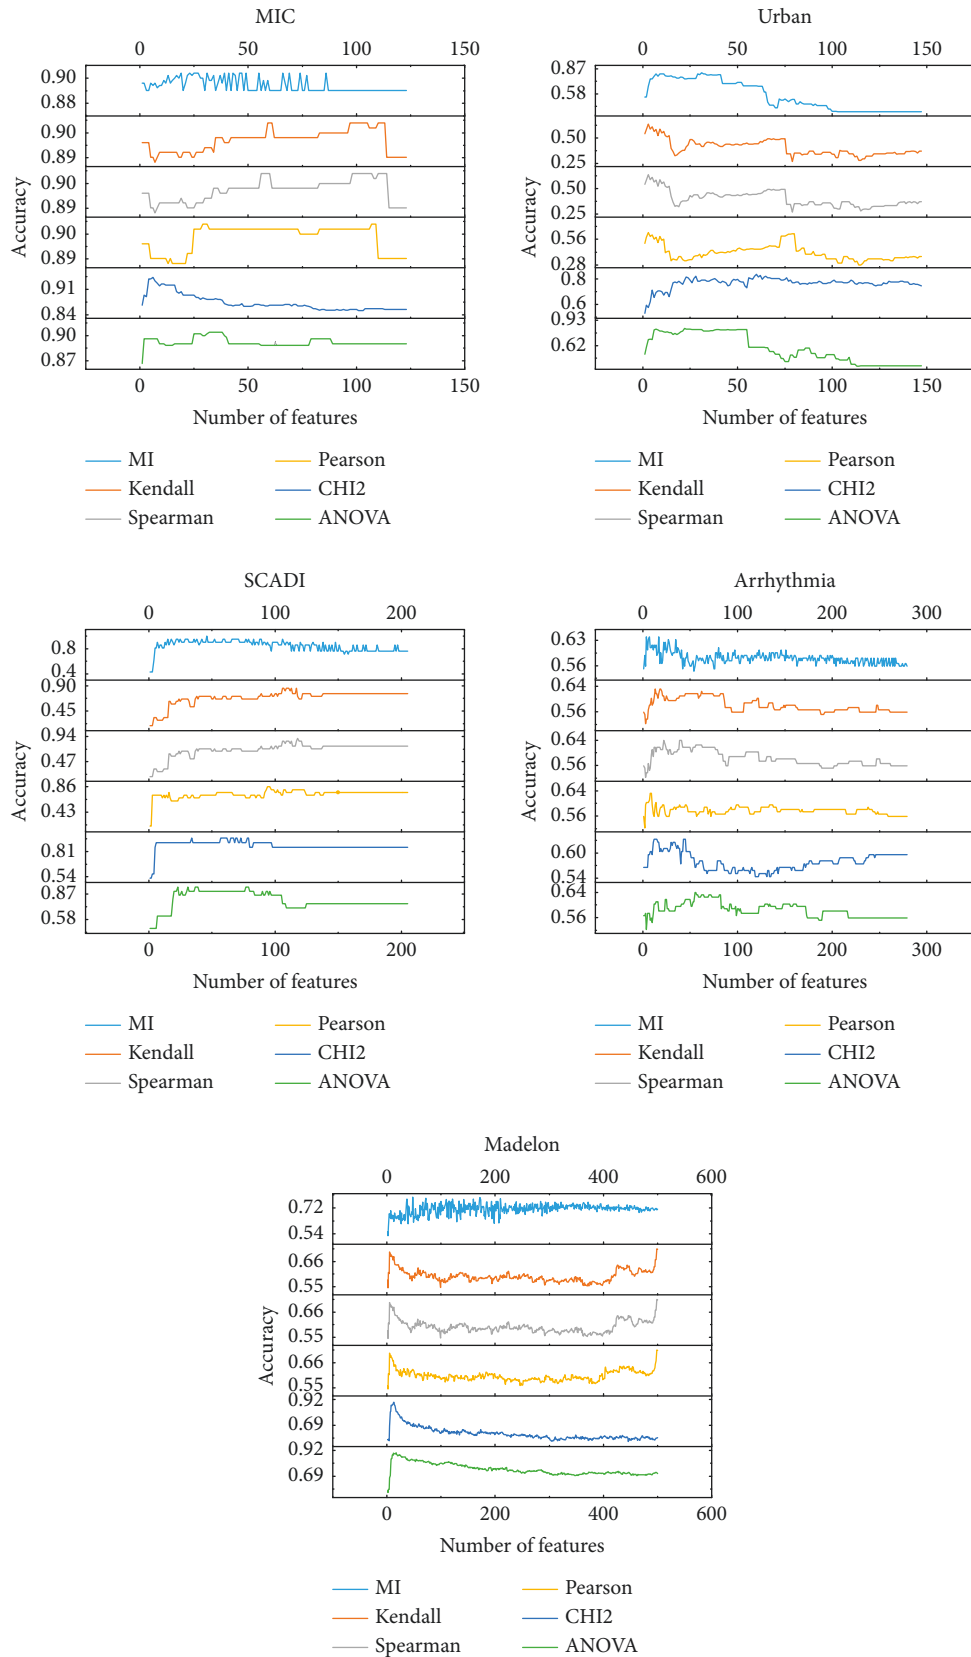 MIC
0 50 100 150
0.90
0.88
0.90
0.89
0.90
0.89
0.90
0.89
0.91
0.84
0.90
0.87
Accuracy
0 50 100 150
Number of features
MI Pearson
Kendall CHI2
Spearman ANOVA
Urban
0 50 100 150
0.87
0.58
0.50
0.25
0.50
0.25
0.56
0.28
0.8
0.6
0.93
0.62
Accuracy
0 50 100 150
Number of features
MI Pearson
Kendall CHI2
Spearman ANOVA
SCADI
0 100 200
0.8
0.4
0.90
0.45
0.94
0.47
0.86
0.43
0.81
0.54
0.87
0.58
Accuracy
0 100 200
Number of features
MI Pearson
Kendall CHI2
Spearman ANOVA
Arrhythmia
0 100 200 300
0.63
0.56
0.64
0.56
0.64
0.56
0.64
0.56
0.60
0.54
0.64
0.56
Accuracy
0 100 200 300
Number of features
MI Pearson
Kendall CHI2
Spearman ANOVA
Madelon
0 200 400 600
0.72
0.54
0.66
0.55
0.66
0.55
0.66
0.55
0.92
0.69
0.92
0.69
Accuracy
0 200 400 600
Number of features
MI Pearson
Kendall CHI2
Spearman ANOVA